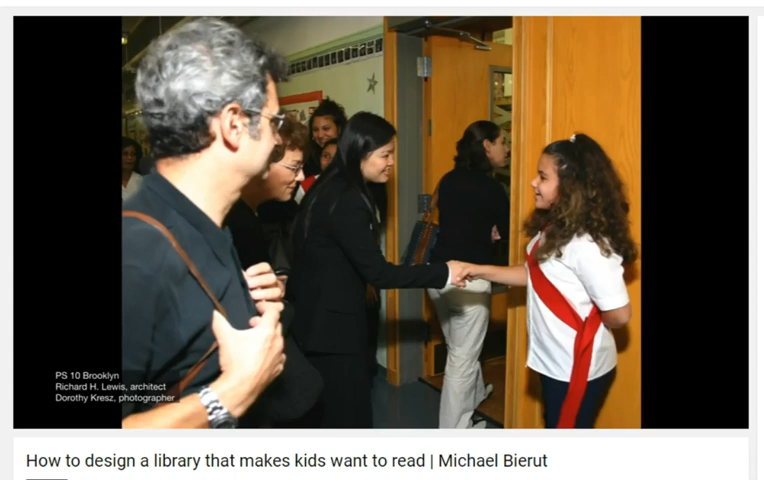 PS 10 Brooklyn
Richard H. Lewis, architect
Dorothy Kresz, photographer
How to design a library that makes kids want to read | Michael Bierut